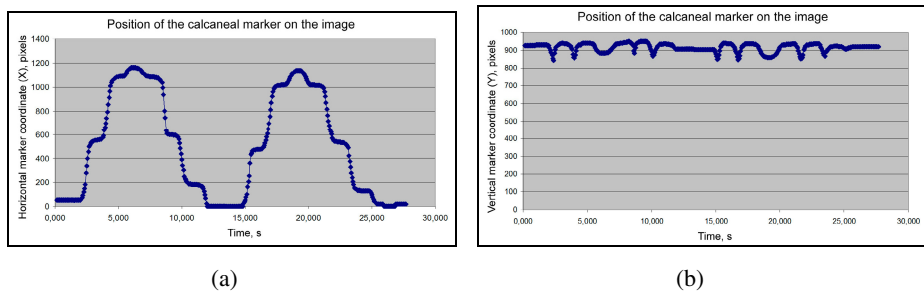 Position of the calcaneal marker on the image
Horizontal marker coordinate (X), pixels
1400
1200
1000
800
600
400
200
0
0,000 5,000 10,000 15,000 20,000 25,000 30,000
Time, s
(a)
Position of the calcaneal marker on the image
Vertical marker coordinate (Y), pixels
1000
900
800
700
600
500
400
300
200
100
0
0,000 5,000 10,000 15,000 20,000 25,000 30,000
Time, s
(b)